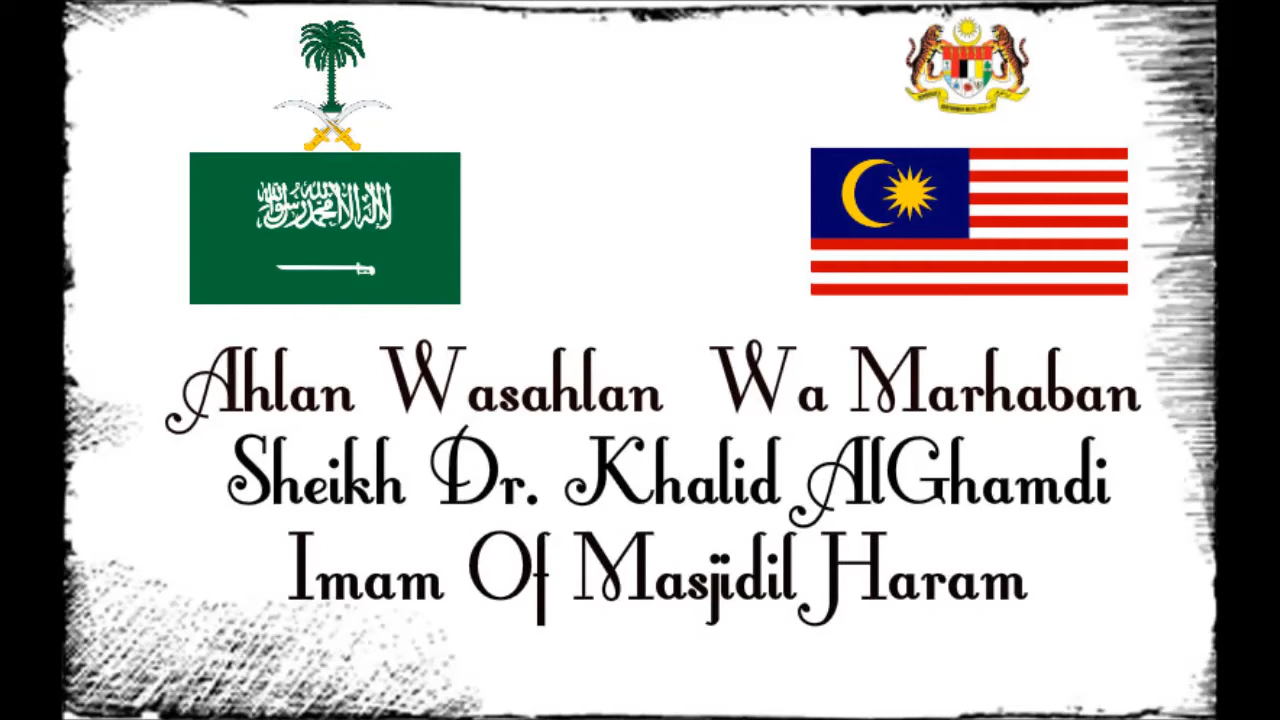 لا إله إلا الله محمد رسول الله
Ahlan Wasahlan Wa Marhaban
Sheikh Dr. Khalid AlGhamdi
Imam Of Masjidil Haram